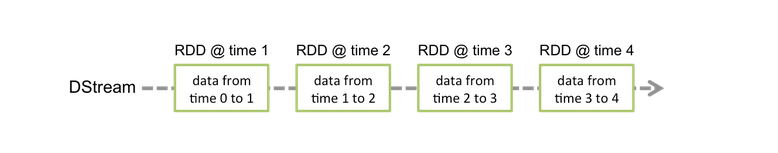 RDD @ time 1 RDD @ time 2 RDD @ time 3 RDD @ time 4
DStream
data from
time 0 to 1
data from
time 1 to 2
data from
time 2 to 3
data from
time 3 to 4